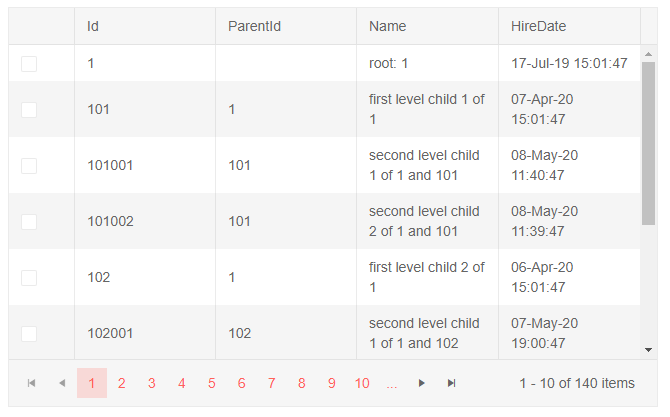 Id ParentId Name HireDate
1 root: 1 17-Jul-19 15:01:47
101 1 first level child 1 of 07-Apr-20
1 15:01:47
101001 101 second level child 08-May-20
1 of 1 and 101 11:40:47
101002 101 second level child 08-May-20
2 of 1 and 101 11:39:47
102 1 first level child 2 of 06-Apr-20
1 15:01:47
102001 102 second level child 07-May-20
1 of 1 and 102 19:00:47
1 2 3 4 5 6 7 8 9 10 ... 1 - 10 of 140 items